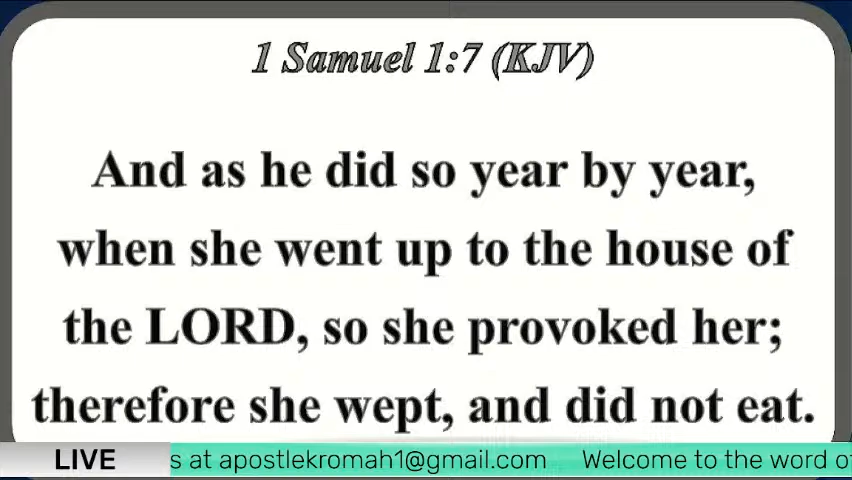 1 Samuel 1:7 (KJV)
And as he did so year by year,
when she went up to the house of
the LORD, so she provoked her;
therefore she wept, and did not eat.
LIVE
s at apostlekromah1@gmail.com Welcome to the word of